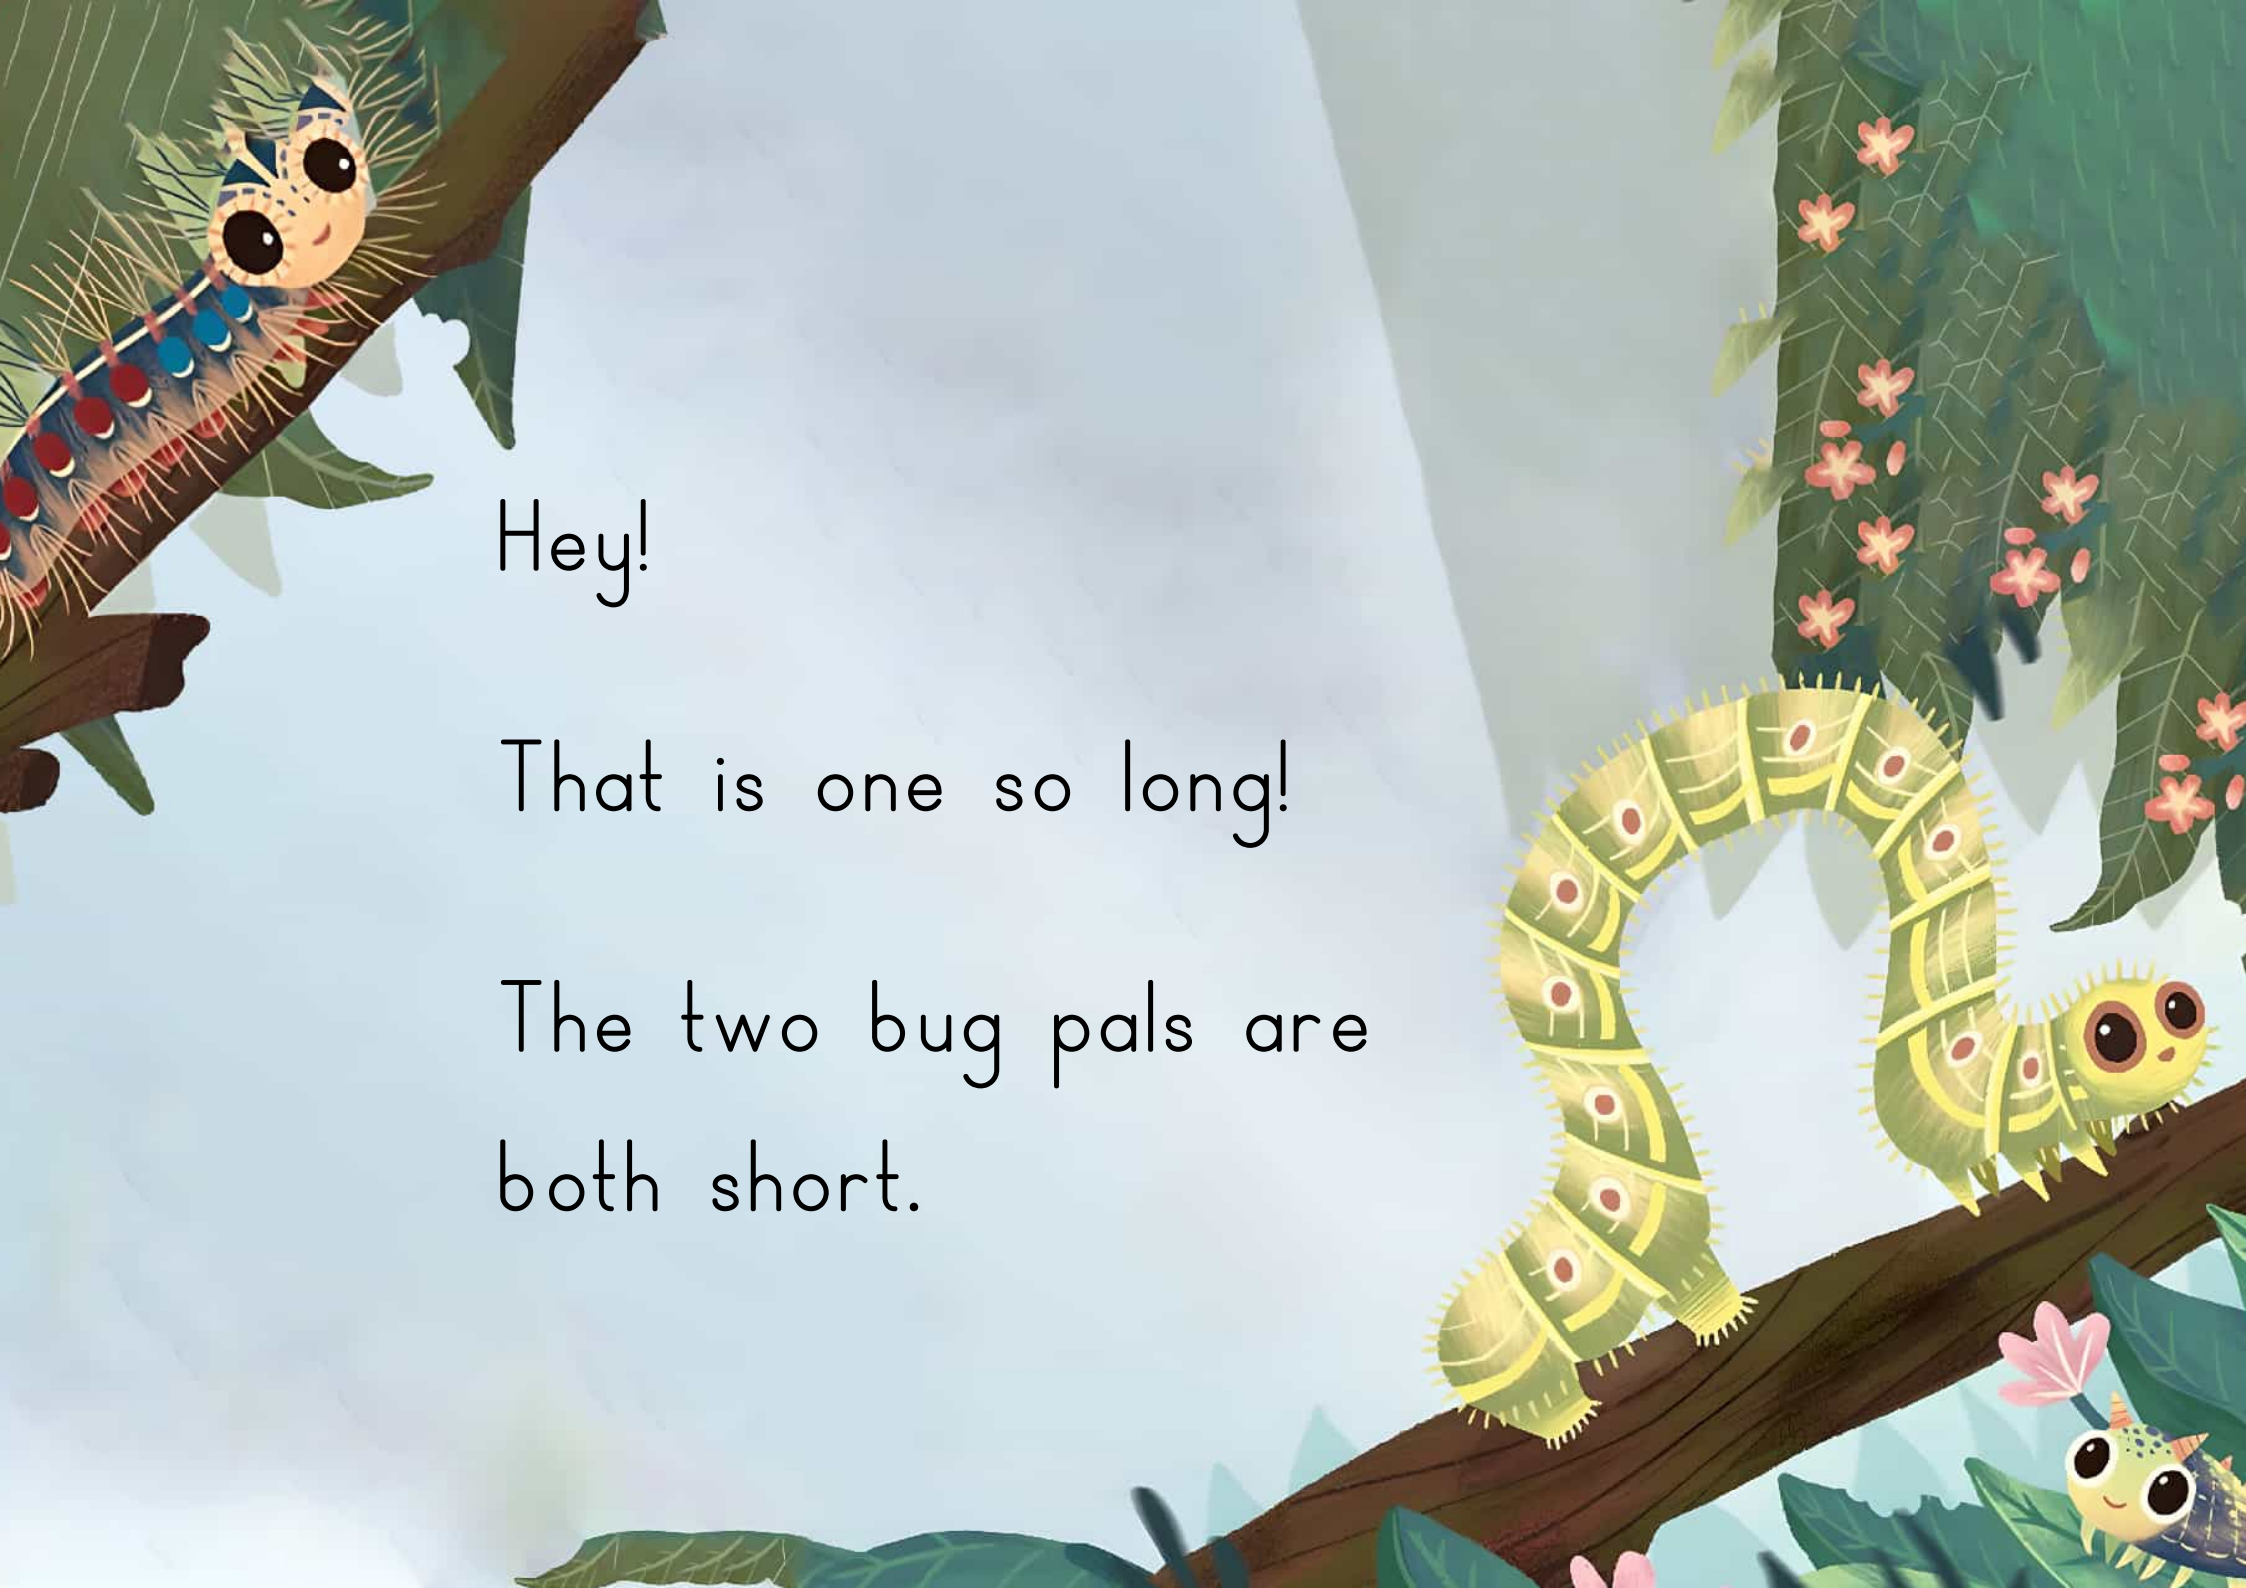 Hey!
That is one so long!
The two bug pals are
both short.